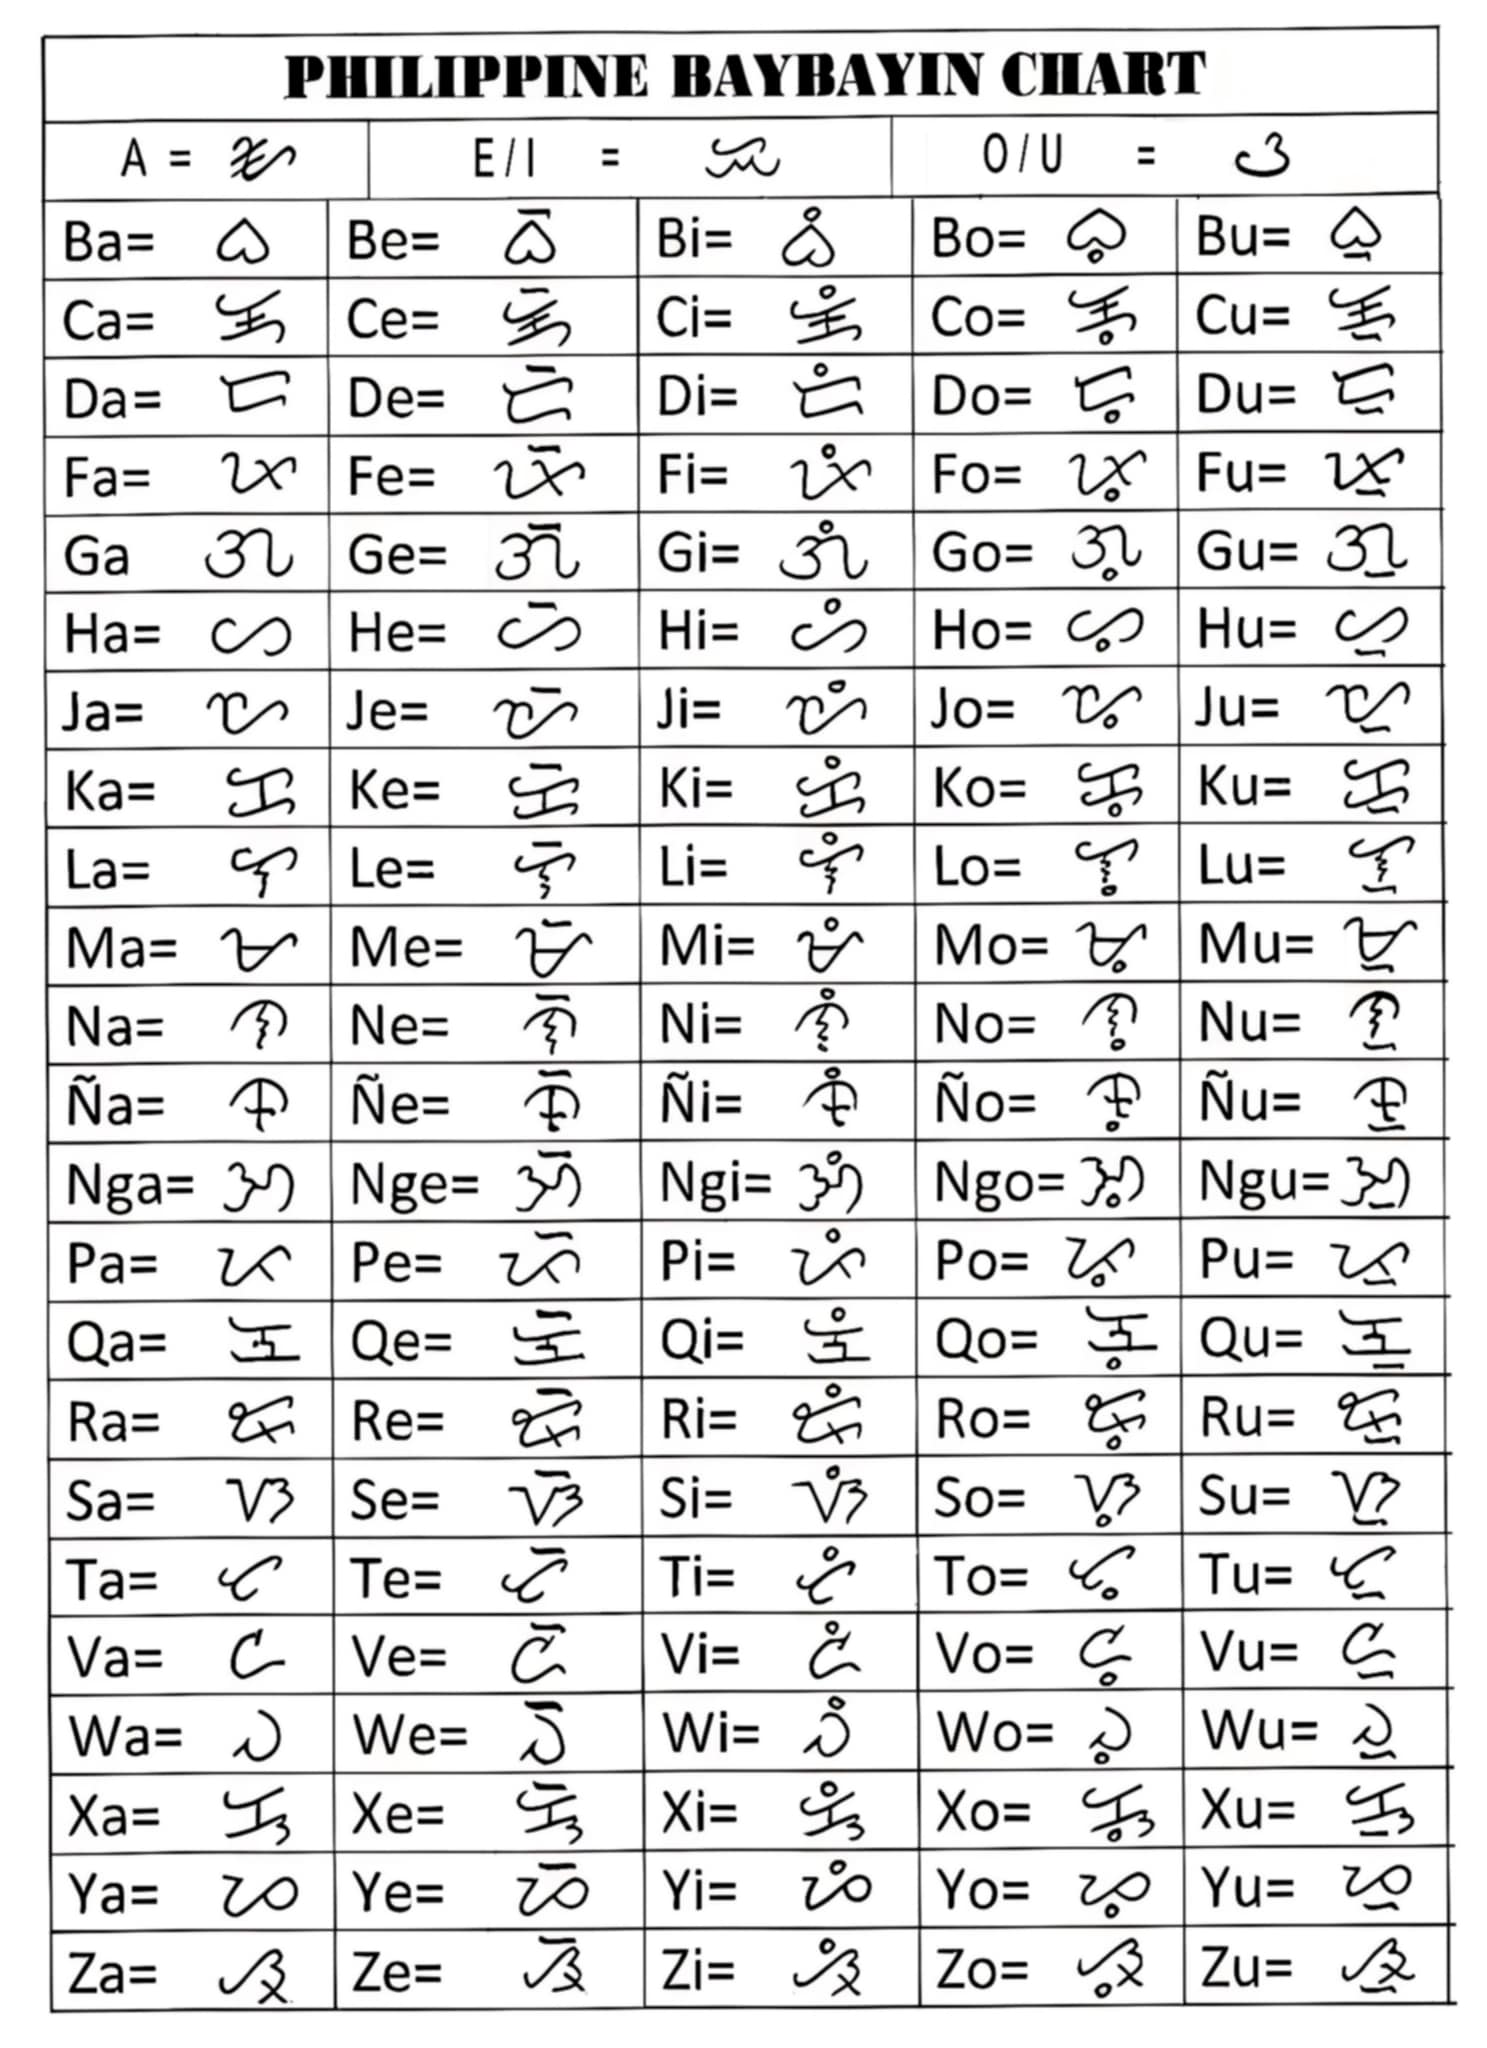 PHILIPPINE BAYBAYIN CHART
A = ᜀ E/I = ᜁ O/U = ᜂ
Ba= ᜊ Be= ᜊᜒ Bi= ᜊᜒ Bo= ᜊᜓ Bu= ᜊᜓ
Ca= Ce= Ci= Co= Cu=
Da= ᜇ De= ᜇᜒ Di= ᜇᜒ Do= ᜇᜓ Du= ᜇᜓ
Fa= Fe= Fi= Fo= Fu=
Ga ᜄ Ge= ᜄᜒ Gi= ᜄᜒ Go= ᜄᜓ Gu= ᜄᜓ
Ha= ᜑ He= ᜑᜒ Hi= ᜑᜒ Ho= ᜑᜓ Hu= ᜑᜓ
Ja= Je= Ji= Jo= Ju=
Ka= ᜃ Ke= ᜃᜒ Ki= ᜃᜒ Ko= ᜃᜓ Ku= ᜃᜓ
La= ᜎ Le= ᜎᜒ Li= ᜎᜒ Lo= ᜎᜓ Lu= ᜎᜓ
Ma= ᜋ Me= ᜋᜒ Mi= ᜋᜒ Mo= ᜋᜓ Mu= ᜋᜓ
Na= ᜈ Ne= ᜈᜒ Ni= ᜈᜒ No= ᜈᜓ Nu= ᜈᜓ
Ña= Ñe= Ñi= Ño= Ñu=
Nga= ᜅ Nge= ᜅᜒ Ngi= ᜅᜒ Ngo= ᜅᜓ Ngu= ᜅᜓ
Pa= ᜉ Pe= ᜉᜒ Pi= ᜉᜒ Po= ᜉᜓ Pu= ᜉᜓ
Qa= Qe= Qi= Qo= Qu=
Ra= Re= Ri= Ro= Ru=
Sa= ᜐ Se= ᜐᜒ Si= ᜐᜒ So= ᜐᜓ Su= ᜐᜓ
Ta= ᜆ Te= ᜆᜒ Ti= ᜆᜒ To= ᜆᜓ Tu= ᜆᜓ
Va= Ve= Vi= Vo= Vu=
Wa= ᜏ We= ᜏᜒ Wi= ᜏᜒ Wo= ᜏᜓ Wu= ᜏᜓ
Xa= Xe= Xi= Xo= Xu=
Ya= ᜌ Ye= ᜌᜒ Yi= ᜌᜒ Yo= ᜌᜓ Yu= ᜌᜓ
Za= Ze= Zi= Zo= Zu=